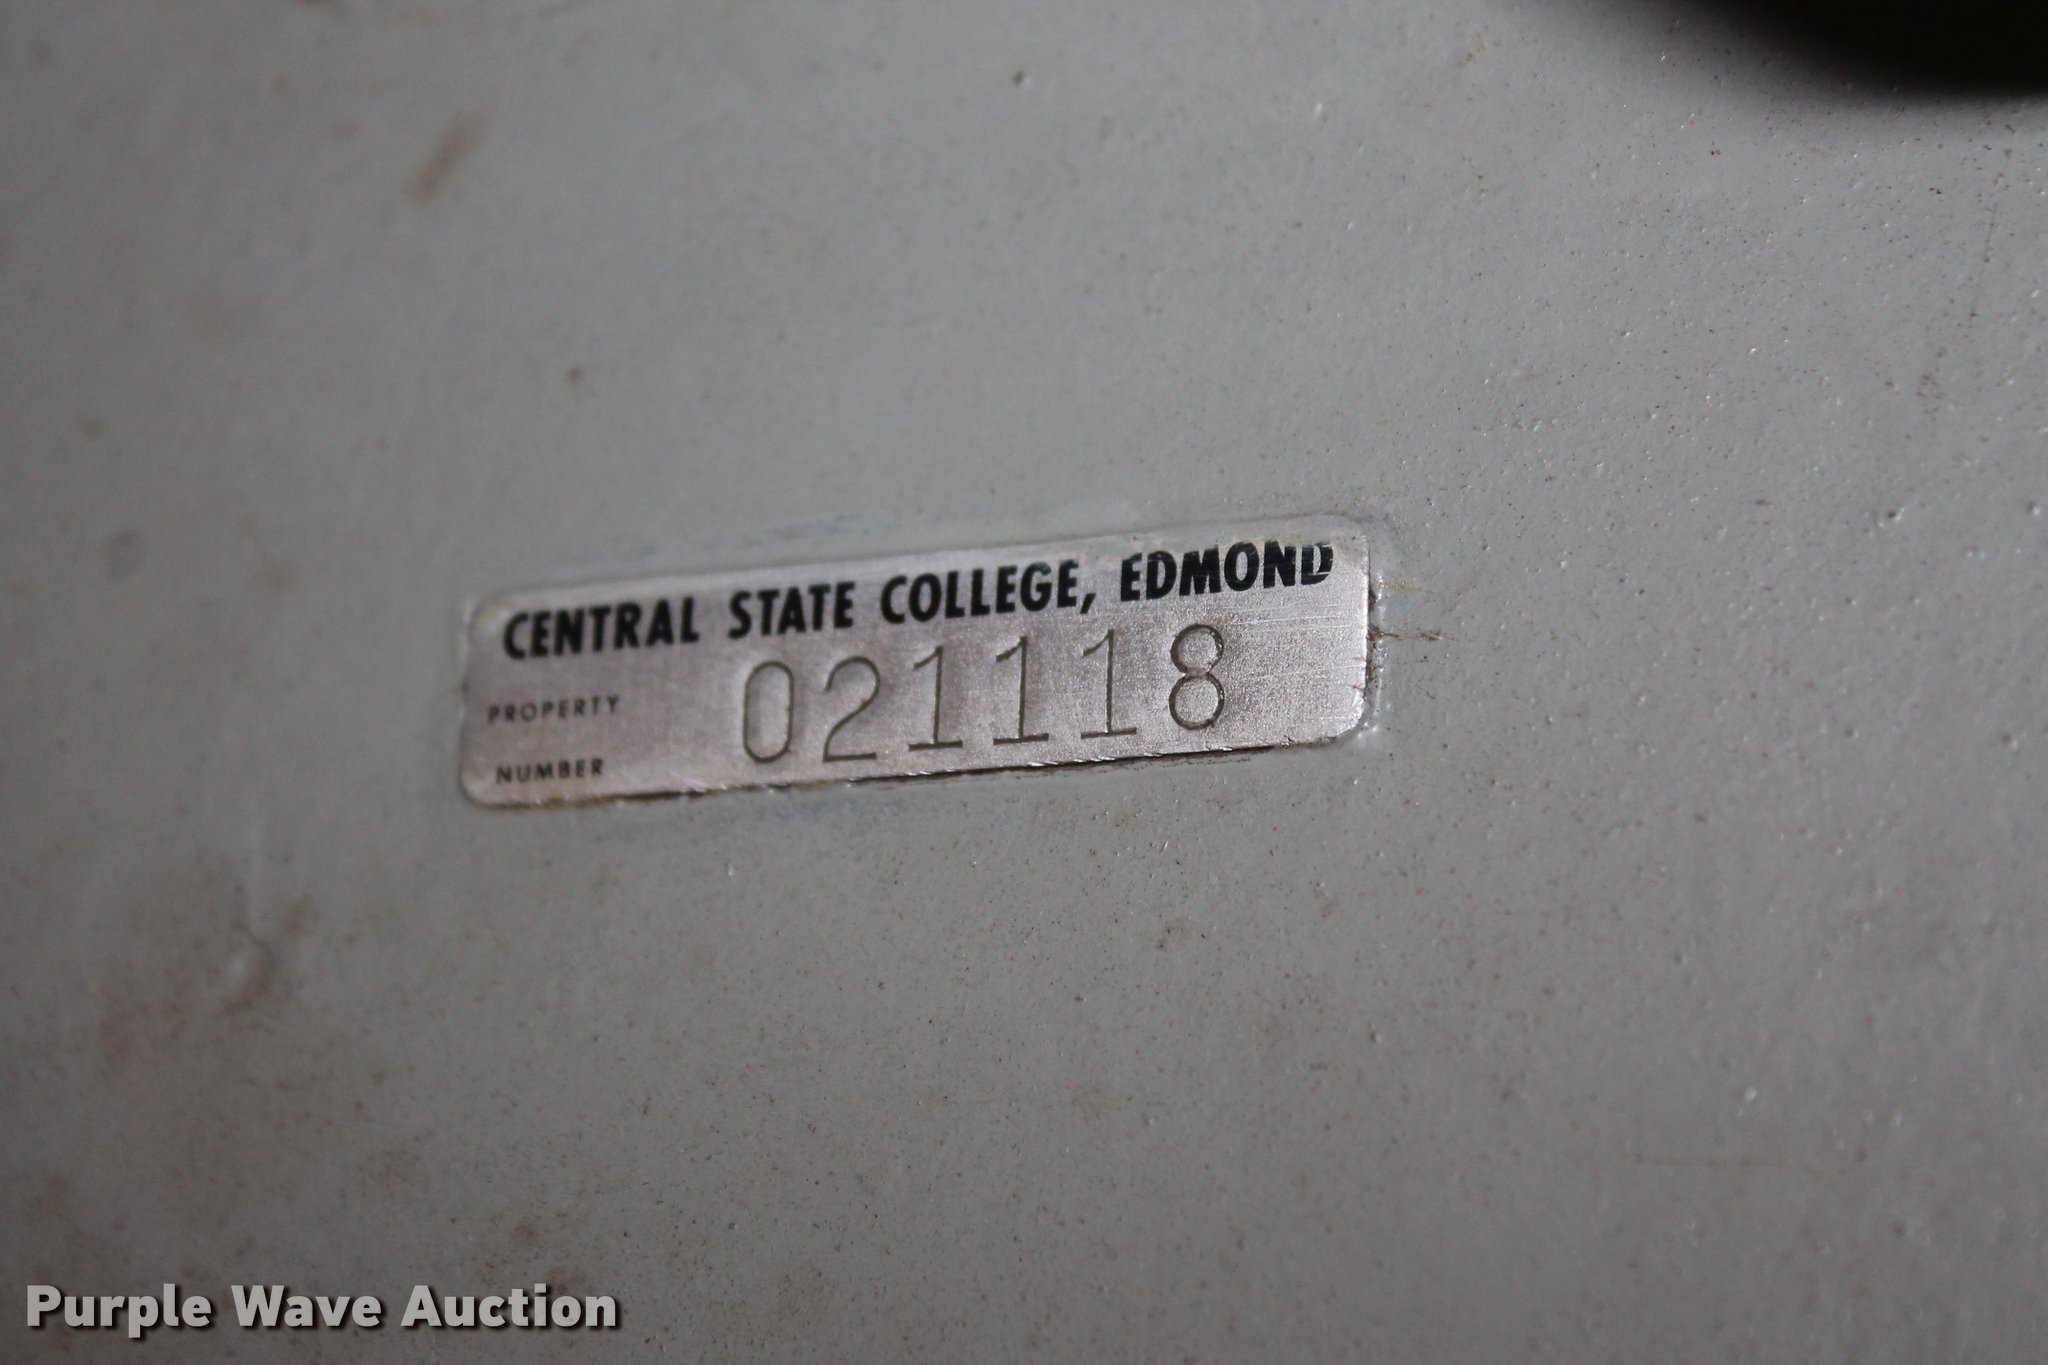 CENTRAL STATE COLLEGE, EDMOND
PROPERTY
NUMBER
021118
Purple Wave Auction